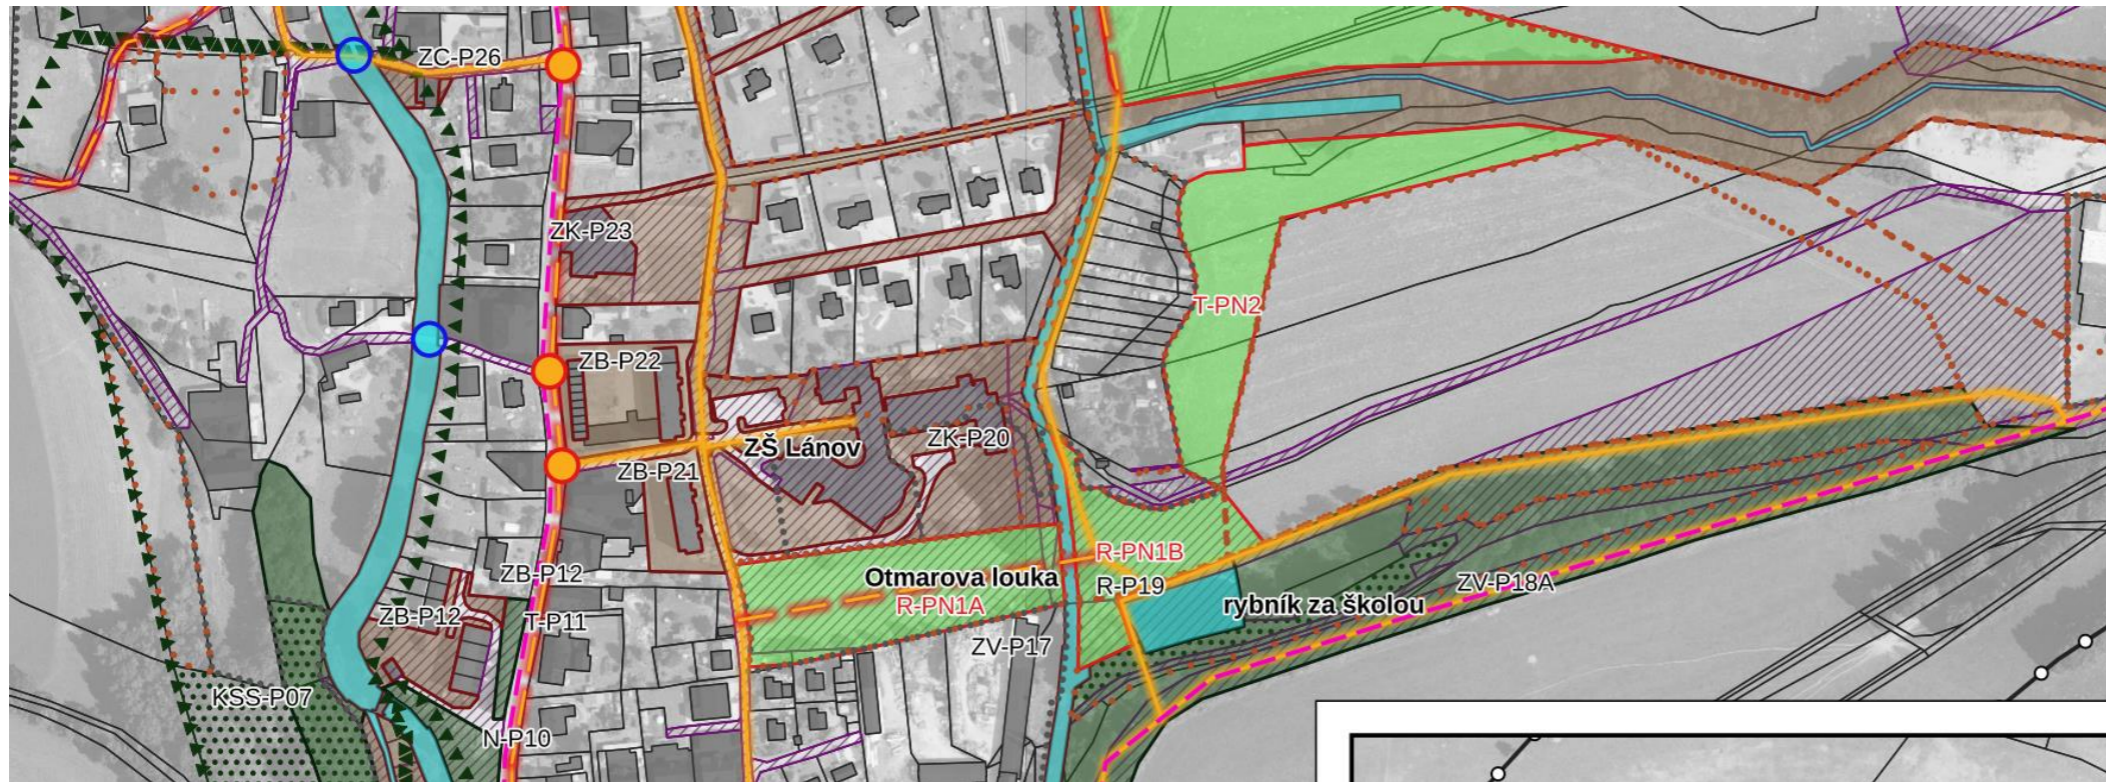 ZC-P26
ZK-P23
T-PN2
ZB-P22
ZŠ Lánov
ZK-P20
ZB-P21
R-PN1B
Otmarova louka
R-P19
R-PN1A
rybník za školou
ZV-P18A
ZB-P12
ZB-P12
T-P11
ZV-P17
KSS-P07
N-P10